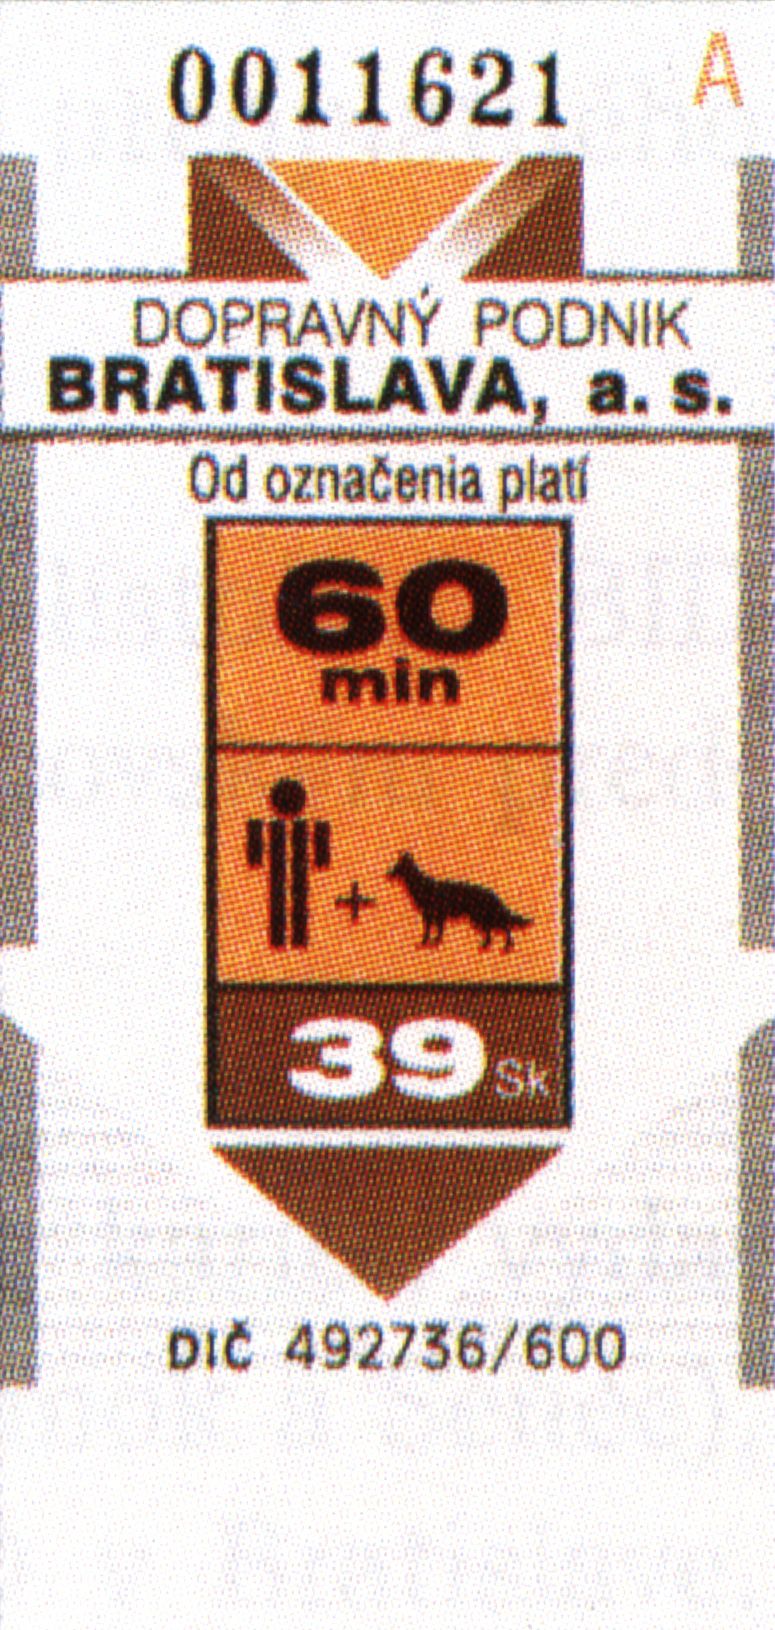 0011621 A
DOPRAVNÝ PODNIK
BRATISLAVA, a. s.
Od označenia platí
60
min
+
39 Sk
DIČ 492736/600